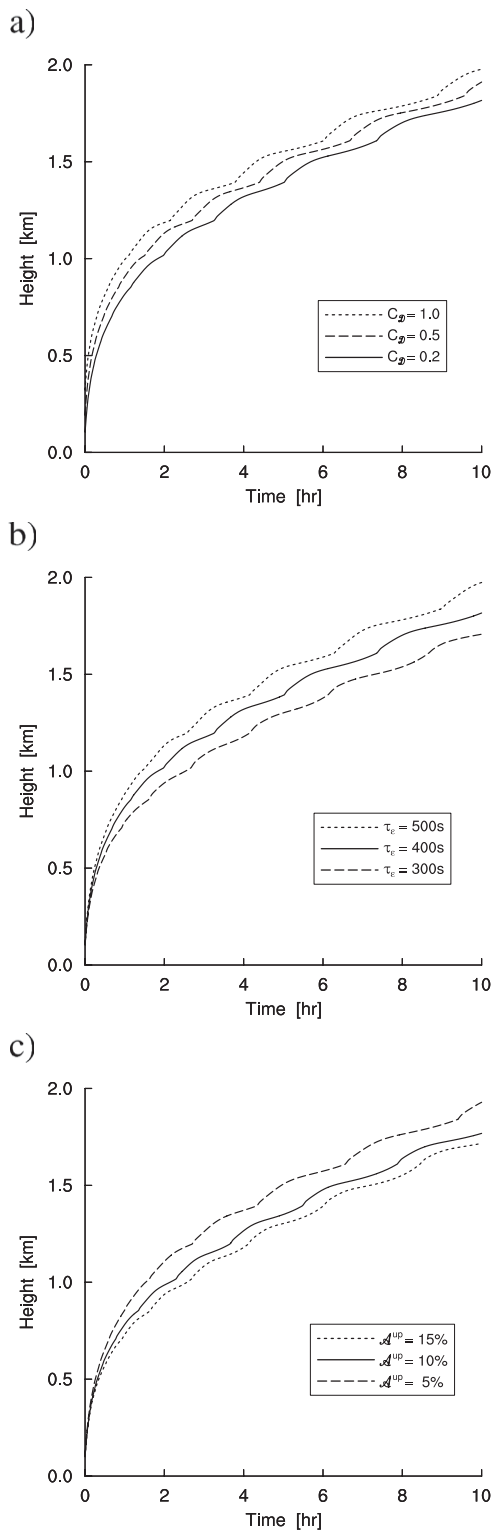 a)
2.0
1.5
1.0
0.5
0.0
Height [km]
C𝒟 = 1.0
C𝒟 = 0.5
C𝒟 = 0.2
0 2 4 6 8 10
Time [hr]
b)
2.0
1.5
1.0
0.5
0.0
Height [km]
τε = 500s
τε = 400s
τε = 300s
0 2 4 6 8 10
Time [hr]
c)
2.0
1.5
1.0
0.5
0.0
Height [km]
𝒜ᵘᵖ = 15%
𝒜ᵘᵖ = 10%
𝒜ᵘᵖ = 5%
0 2 4 6 8 10
Time [hr]